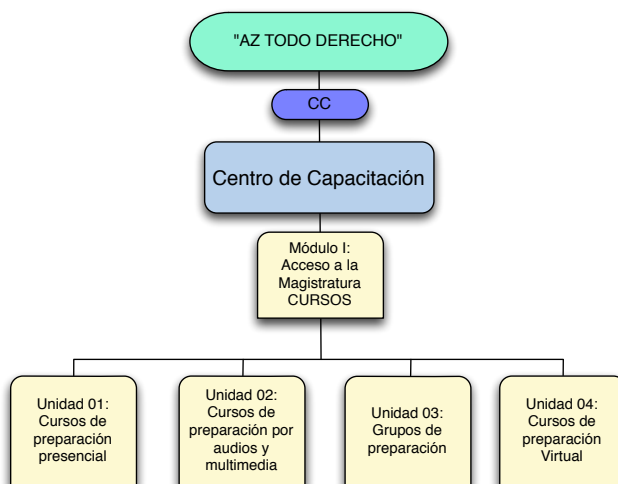 "AZ TODO DERECHO"
CC
Centro de Capacitación
Módulo I:
Acceso a la
Magistratura
CURSOS
Unidad 01:
Cursos de
preparación
presencial
Unidad 02:
Cursos de
preparación por
audios y
multimedia
Unidad 03:
Grupos de
preparación
Unidad 04:
Cursos de
preparación
Virtual